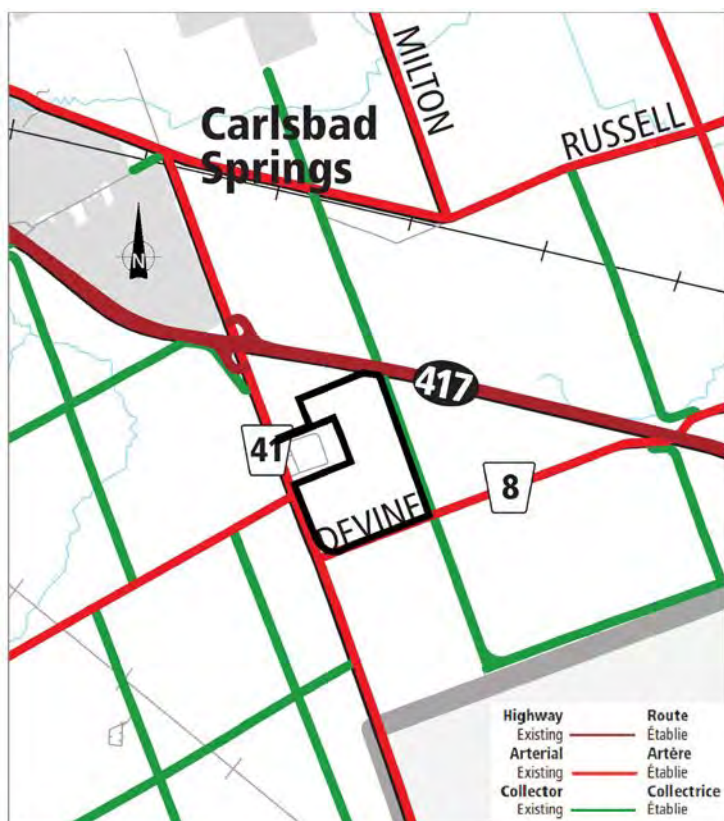 MILTON
Carlsbad
Springs
RUSSELL
N
417
41
8
DEVINE
Highway Route
Existing Établie
Arterial Artère
Existing Établie
Collector Collectrice
Existing Établie